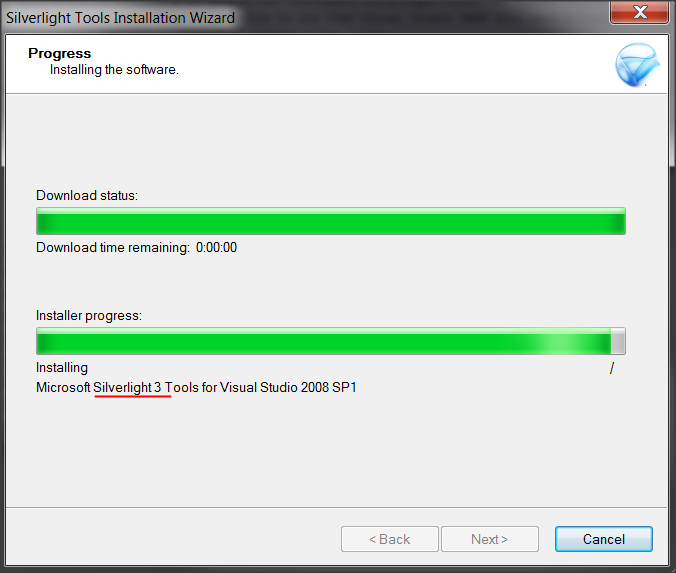 Silverlight Tools Installation Wizard
Progress
Installing the software.
Download status:
Download time remaining: 0:00:00
Installer progress:
Installing /
Microsoft Silverlight 3 Tools for Visual Studio 2008 SP1
< Back Next > Cancel